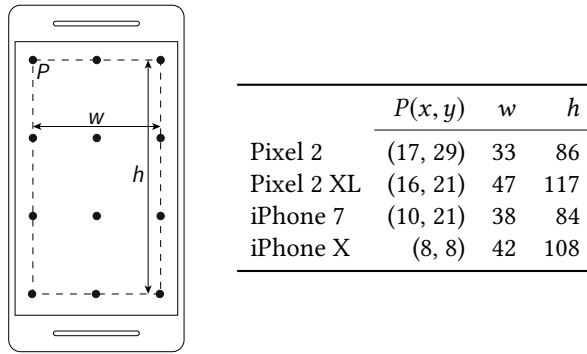 P
w
h
P(x, y) w h
Pixel 2 (17, 29) 33 86
Pixel 2 XL (16, 21) 47 117
iPhone 7 (10, 21) 38 84
iPhone X (8, 8) 42 108